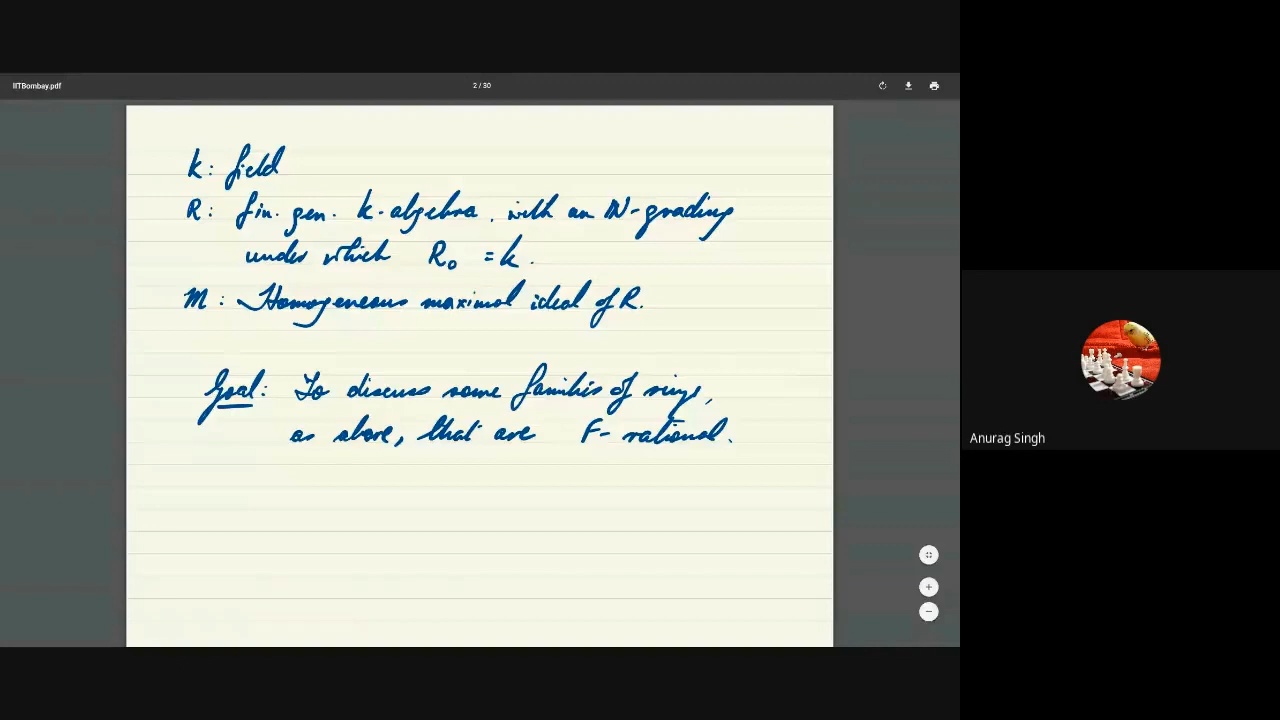 IITBombay.pdf
2 / 30
K: field
R: fin. gen. K-algebra, with an N-grading
under which R₀ = k.
m: Homogeneous maximal ideal of R.
Goal: To discuss some families of rings,
as above, that are F-rational.
Anurag Singh